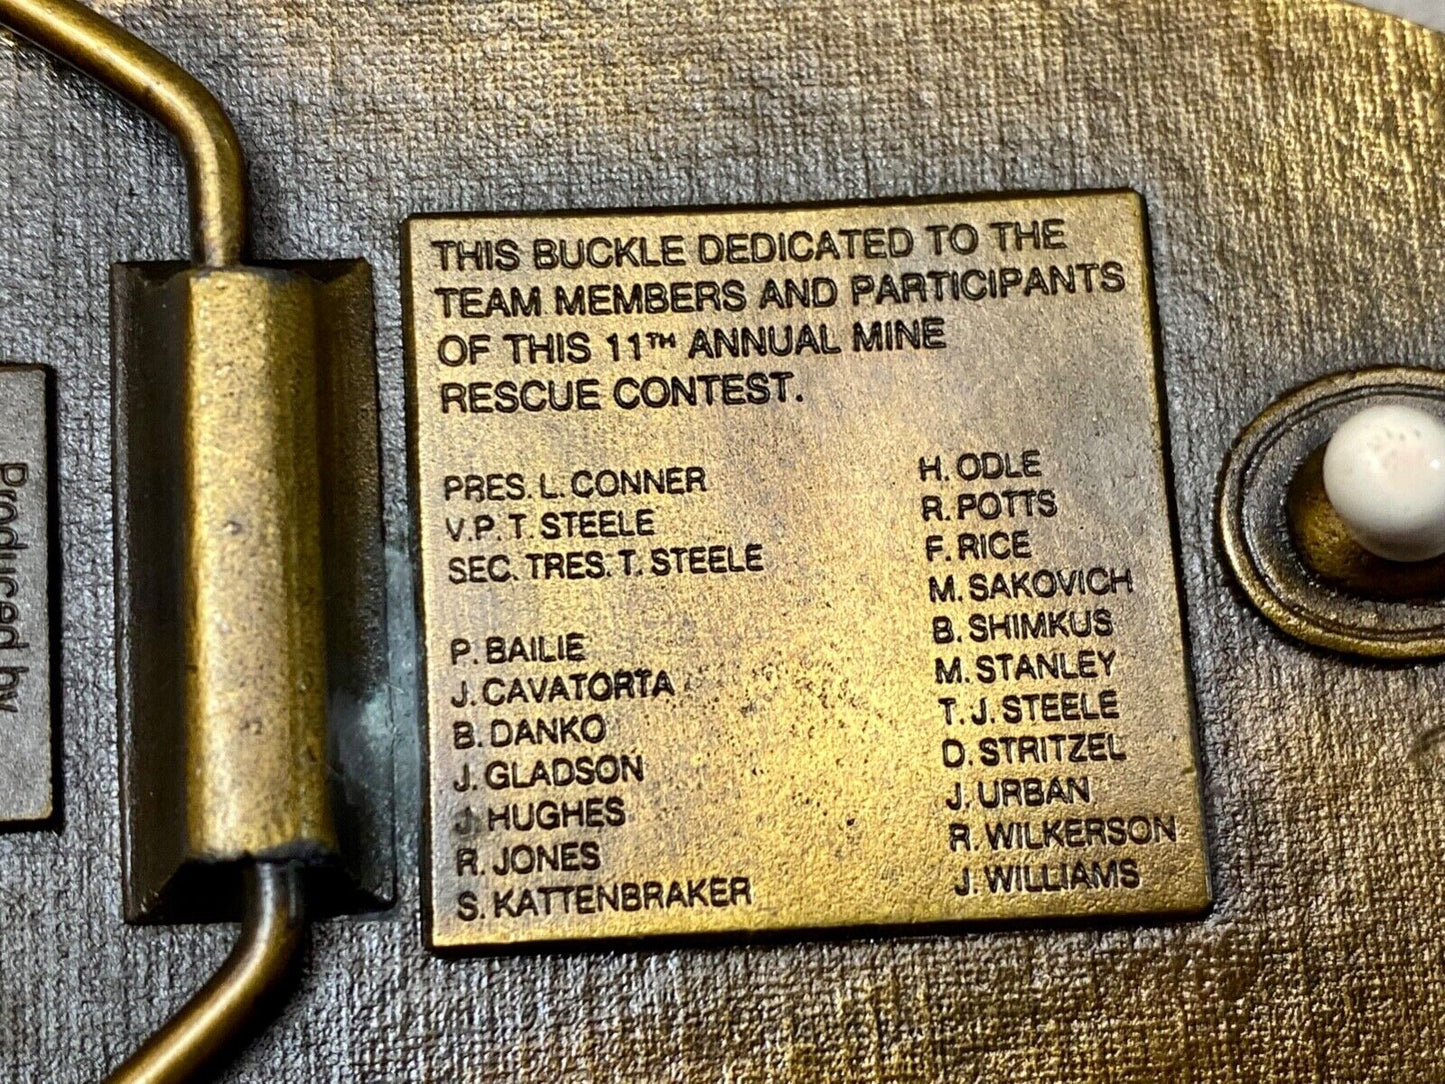 Produced by
THIS BUCKLE DEDICATED TO THE
TEAM MEMBERS AND PARTICIPANTS
OF THIS 11TH ANNUAL MINE
RESCUE CONTEST.
PRES. L. CONNER
V.P. T. STEELE
SEC. TRES. T. STEELE
P. BAILIE
J. CAVATORTA
B. DANKO
J. GLADSON
J. HUGHES
R. JONES
S. KATTENBRAKER
H. ODLE
R. POTTS
F. RICE
M. SAKOVICH
B. SHIMKUS
M. STANLEY
T. J. STEELE
D. STRITZEL
J. URBAN
R. WILKERSON
J. WILLIAMS